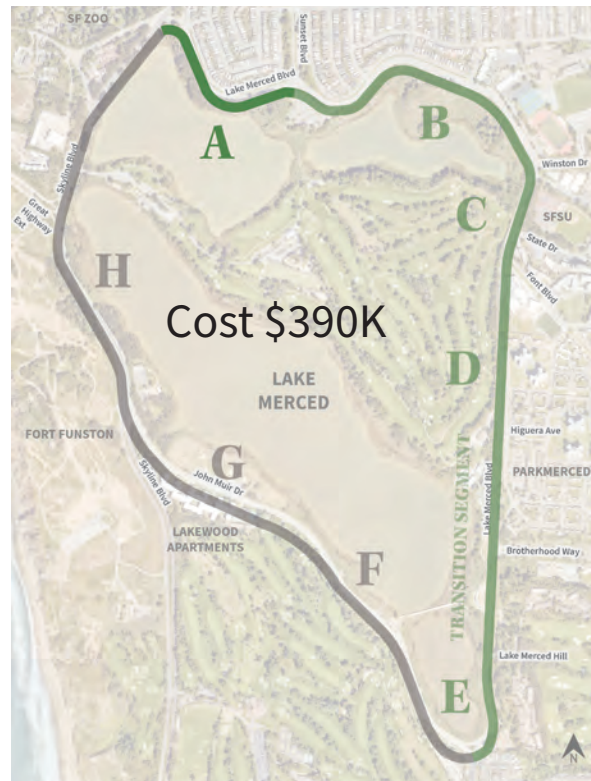 SF ZOO
Sunset Blvd
Lake Merced Blvd
A
B
Skyline Blvd
Winston Dr
Great
Highway
Ext
C
SFSU
State Dr
Font Blvd
H
Cost $390K
LAKE
MERCED
D
Higuera Ave
FORT FUNSTON
PARKMERCED
G
John Muir Dr
Skyline Blvd
Lake Merced Blvd
TRANSITION SEGMENT
LAKEWOOD
APARTMENTS
Brotherhood Way
F
Lake Merced Hill
E
N